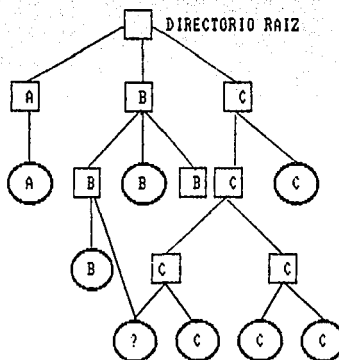 DIRECTORIO RAIZ
A B C
A B B B C C
B C C
? C C C